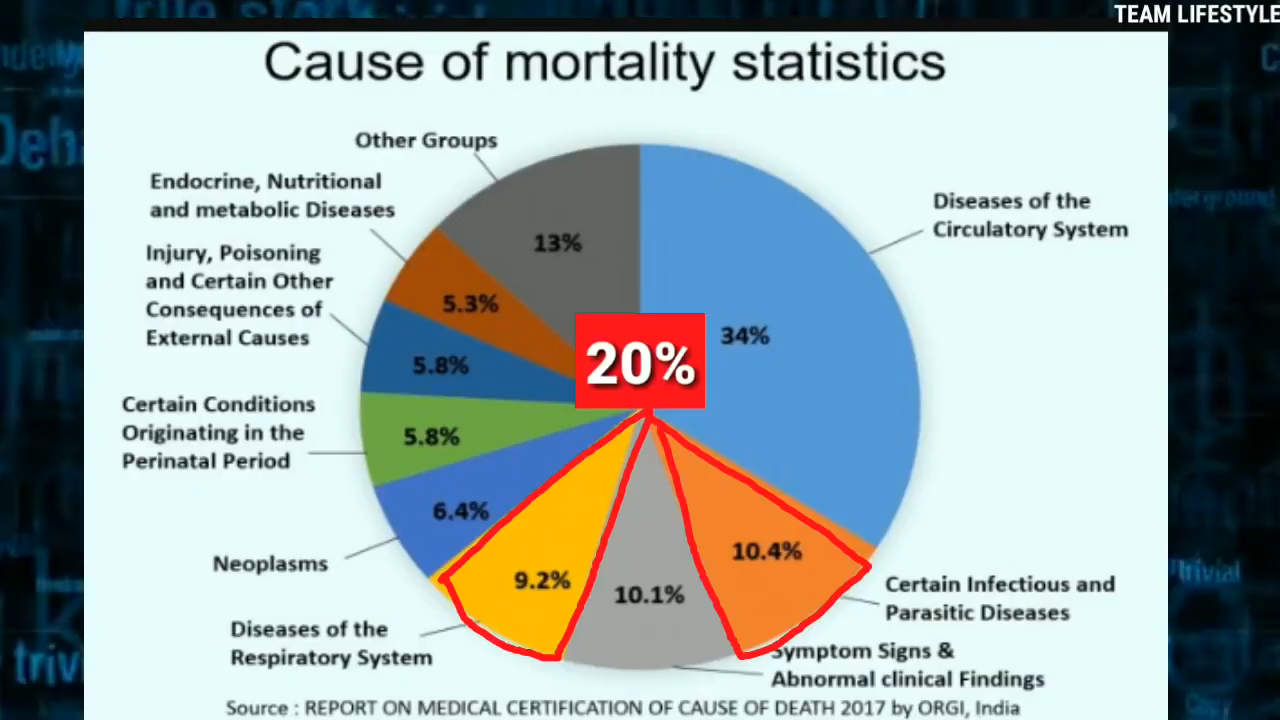 TEAM LIFESTYLE
Cause of mortality statistics
Other Groups
Endocrine, Nutritional
and metabolic Diseases
Injury, Poisoning
and Certain Other
Consequences of
External Causes
Certain Conditions
Originating in the
Perinatal Period
Neoplasms
Diseases of the
Respiratory System
Diseases of the
Circulatory System
Certain Infectious and
Parasitic Diseases
Symptom Signs &
Abnormal clinical Findings
13%
5.3%
5.8%
5.8%
6.4%
9.2%
10.1%
10.4%
34%
20%
Source : REPORT ON MEDICAL CERTIFICATION OF CAUSE OF DEATH 2017 by ORGI, India
trivial